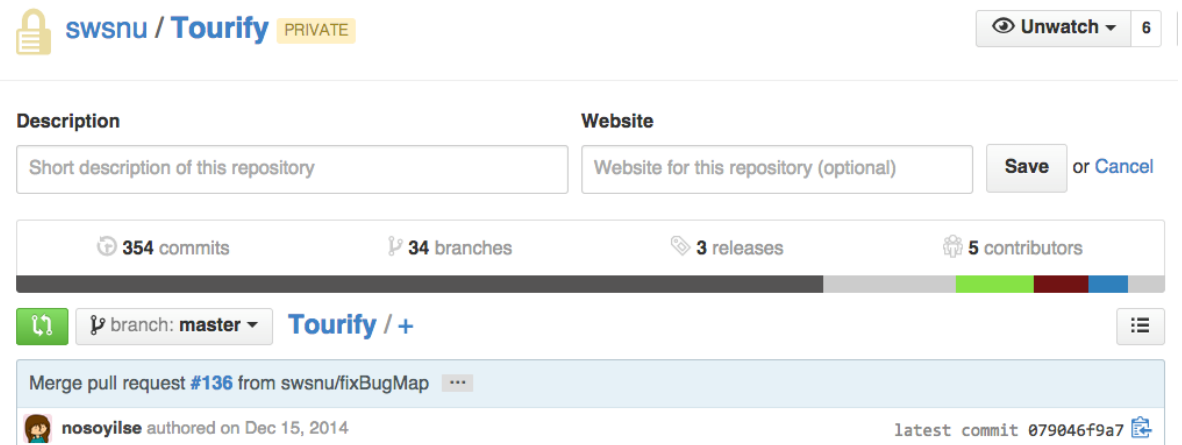 swsnu / Tourify PRIVATE
Unwatch 6
Description
Website
Short description of this repository
Website for this repository (optional)
Save or Cancel
354 commits
34 branches
3 releases
5 contributors
branch: master
Tourify / +
Merge pull request #136 from swsnu/fixBugMap ...
nosoyilse authored on Dec 15, 2014
latest commit 079046f9a7